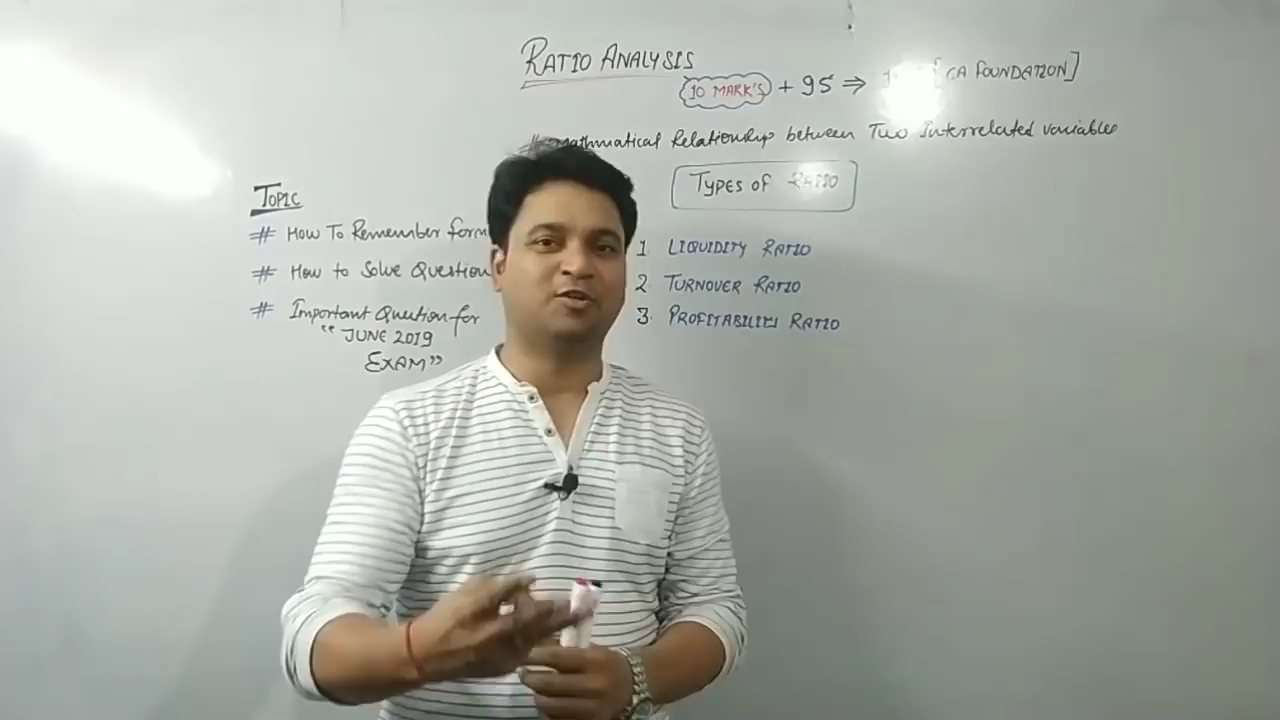 RATIO ANALYSIS
10 MARK'S + 95 ⇒ [CA FOUNDATION]
# Mathmatical Relationship between Two Interrelated variables
TYPES OF RATIO
1 LIQUIDITY RATIO
2 TURNOVER RATIO
3. PROFITABILITY RATIO
TOPIC
# How To Remember
# How to Solve Question
# Important Question for
"JUNE 2019
EXAM"